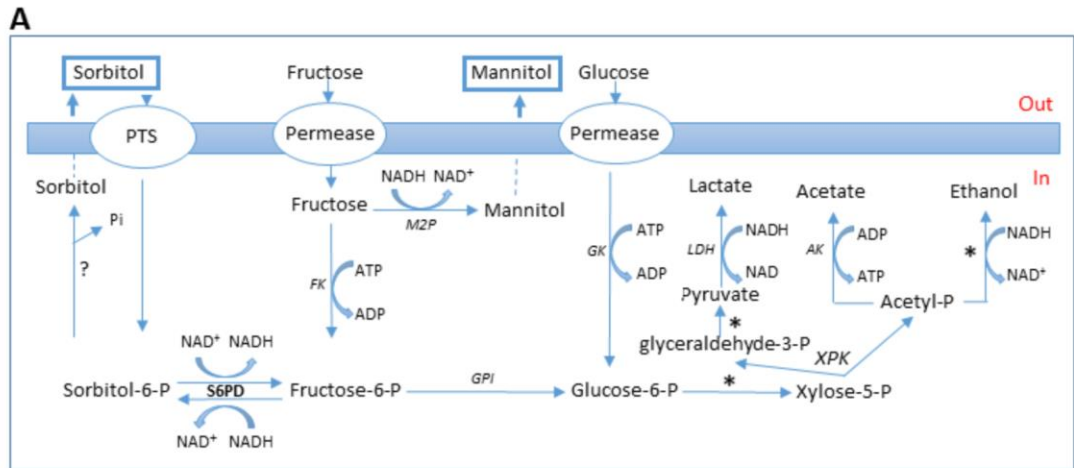 A
Sorbitol
Fructose
Mannitol
Glucose
Out
PTS
Permease
Permease
In
Sorbitol
Pi
?
NADH NAD⁺
Fructose
M2P
Mannitol
Lactate
Acetate
Ethanol
FK
ATP
ADP
GK
ATP
ADP
LDH
NADH
NAD
AK
ADP
ATP
*
NADH
NAD⁺
Pyruvate
Acetyl-P
*
glyceraldehyde-3-P
XPK
NAD⁺ NADH
Sorbitol-6-P
S6PD
Fructose-6-P
GPI
Glucose-6-P
*
Xylose-5-P
NAD⁺ NADH